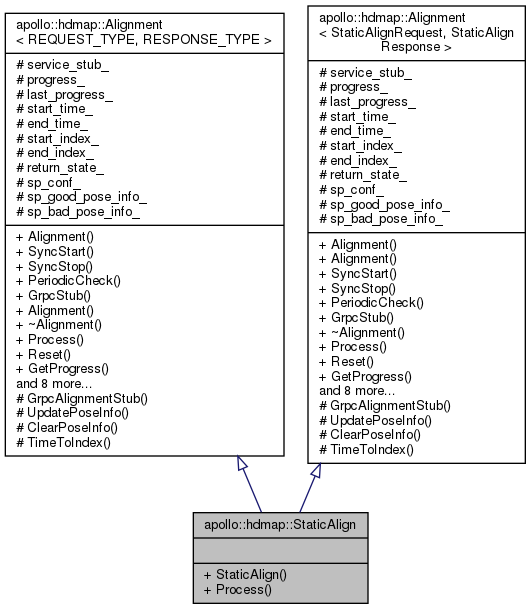 apollo::hdmap::Alignment
< REQUEST_TYPE, RESPONSE_TYPE >
# service_stub_
# progress_
# last_progress_
# start_time_
# end_time_
# start_index_
# end_index_
# return_state_
# sp_conf_
# sp_good_pose_info_
# sp_bad_pose_info_
+ Alignment()
+ SyncStart()
+ SyncStop()
+ PeriodicCheck()
+ GrpcStub()
+ Alignment()
+ ~Alignment()
+ Process()
+ Reset()
+ GetProgress()
and 8 more...
# GrpcAlignmentStub()
# UpdatePoseInfo()
# ClearPoseInfo()
# TimeToIndex()
apollo::hdmap::Alignment
< StaticAlignRequest, StaticAlign
Response >
# service_stub_
# progress_
# last_progress_
# start_time_
# end_time_
# start_index_
# end_index_
# return_state_
# sp_conf_
# sp_good_pose_info_
# sp_bad_pose_info_
+ Alignment()
+ Alignment()
+ SyncStart()
+ SyncStop()
+ PeriodicCheck()
+ GrpcStub()
+ ~Alignment()
+ Process()
+ Reset()
+ GetProgress()
and 8 more...
# GrpcAlignmentStub()
# UpdatePoseInfo()
# ClearPoseInfo()
# TimeToIndex()
apollo::hdmap::StaticAlign
+ StaticAlign()
+ Process()